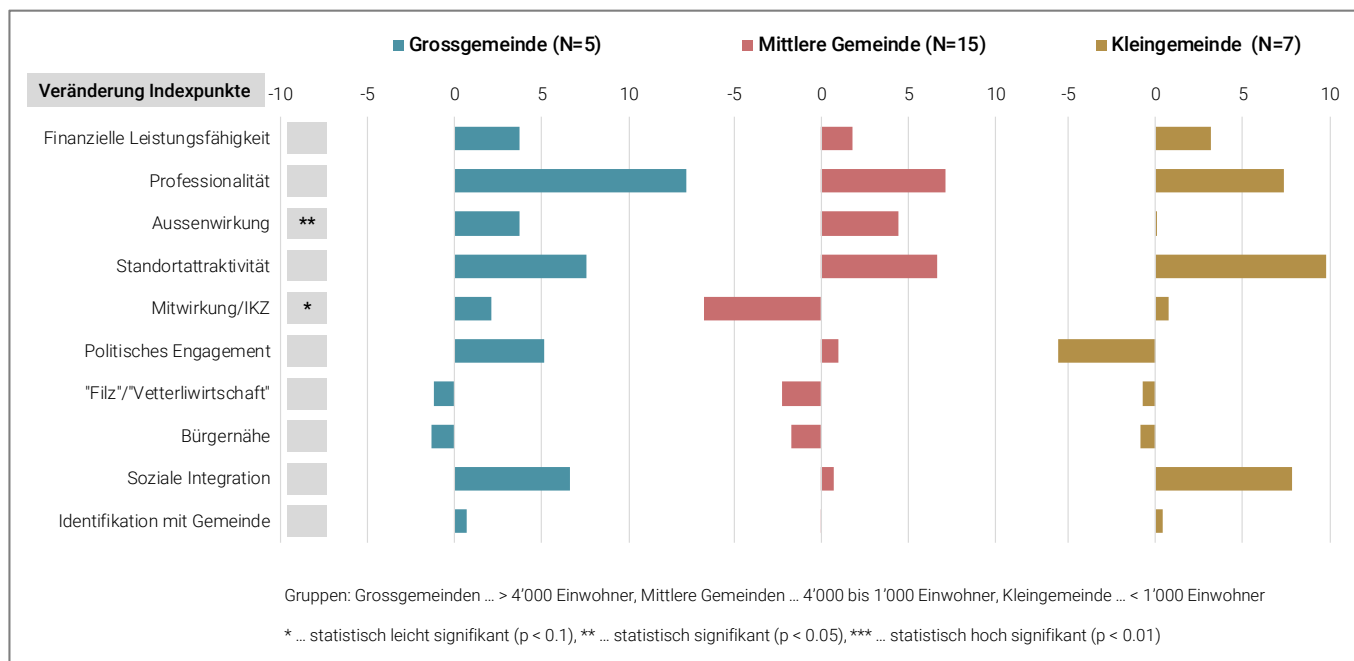 Grossgemeinde (N=5) Mittlere Gemeinde (N=15) Kleingemeinde (N=7)
Veränderung Indexpunkte -10 -5 0 5 10 -5 0 5 10 -5 0 5 10
Finanzielle Leistungsfähigkeit
Professionalität
Aussenwirkung **
Standortattraktivität
Mitwirkung/IKZ *
Politisches Engagement
"Filz"/"Vetterliwirtschaft"
Bürgernähe
Soziale Integration
Identifikation mit Gemeinde
Gruppen: Grossgemeinden ... > 4'000 Einwohner, Mittlere Gemeinden ... 4'000 bis 1'000 Einwohner, Kleingemeinde ... < 1'000 Einwohner
* ... statistisch leicht signifikant (p < 0.1), ** ... statistisch signifikant (p < 0.05), *** ... statistisch hoch signifikant (p < 0.01)